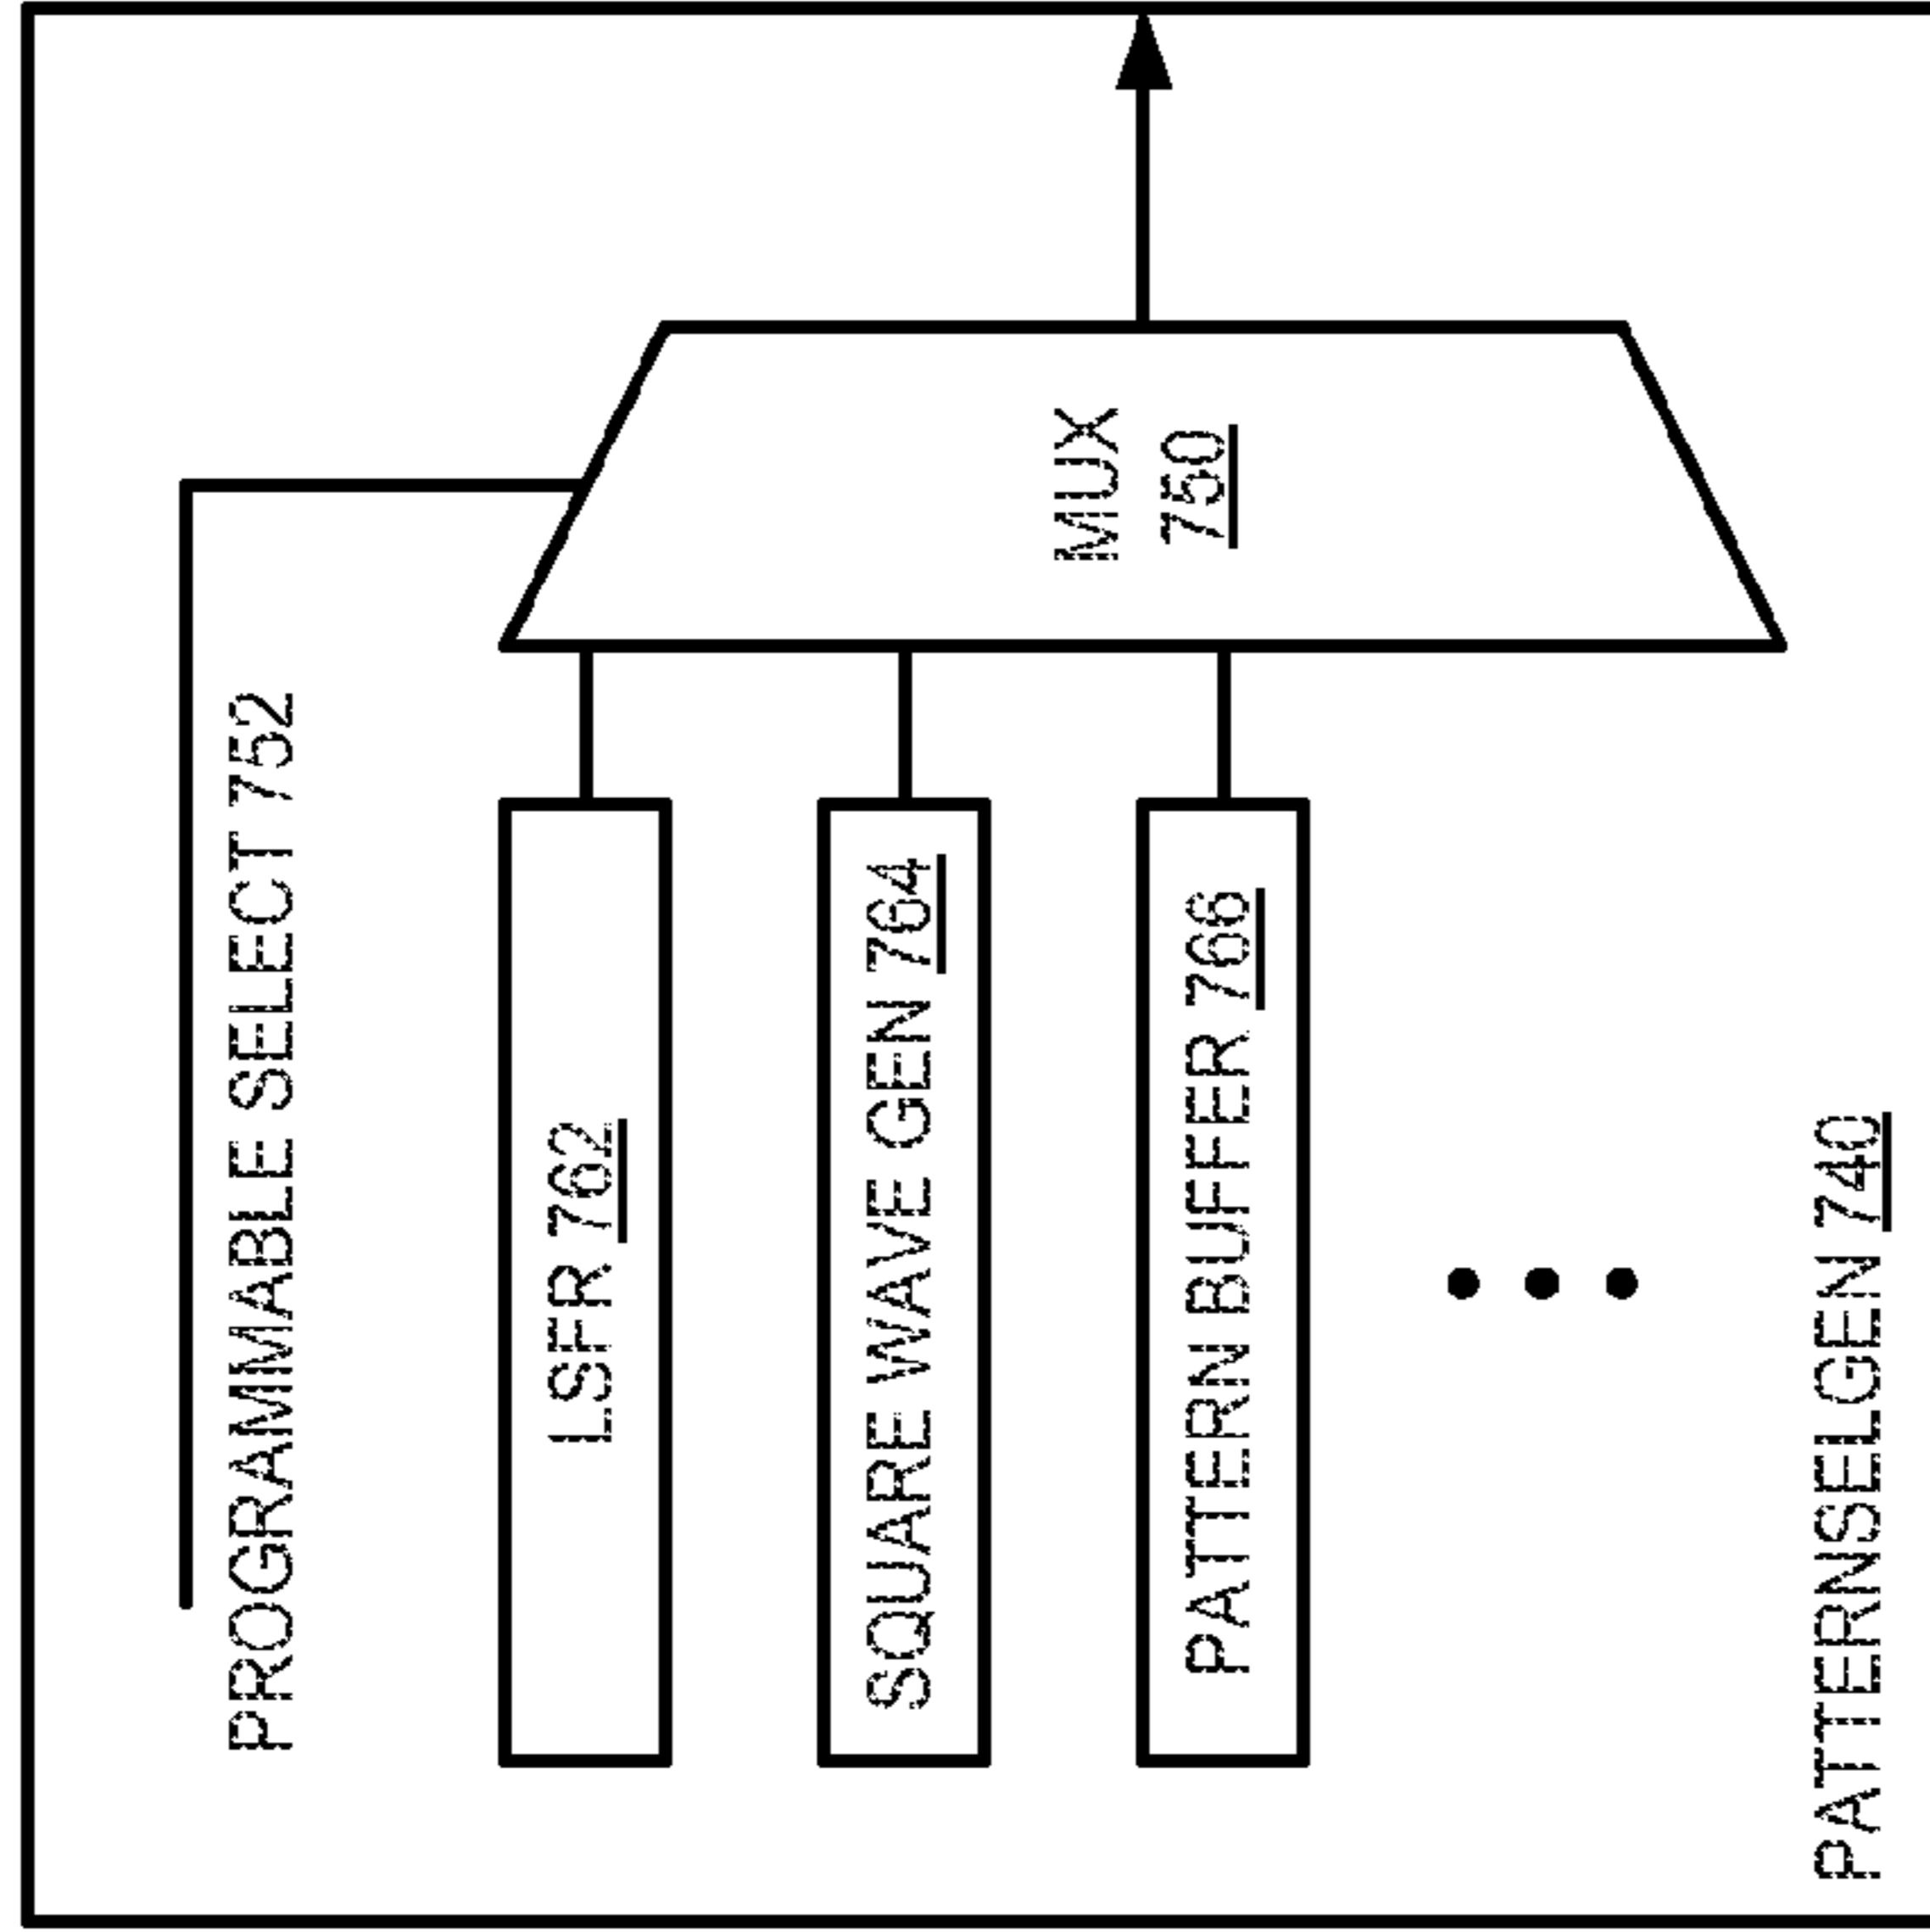 PROGRAMMABLE SELECT 752
LSFR 762
SQUARE WAVE GEN 764
PATTERN BUFFER 766
MUX
750
PATTERNSELGEN 740